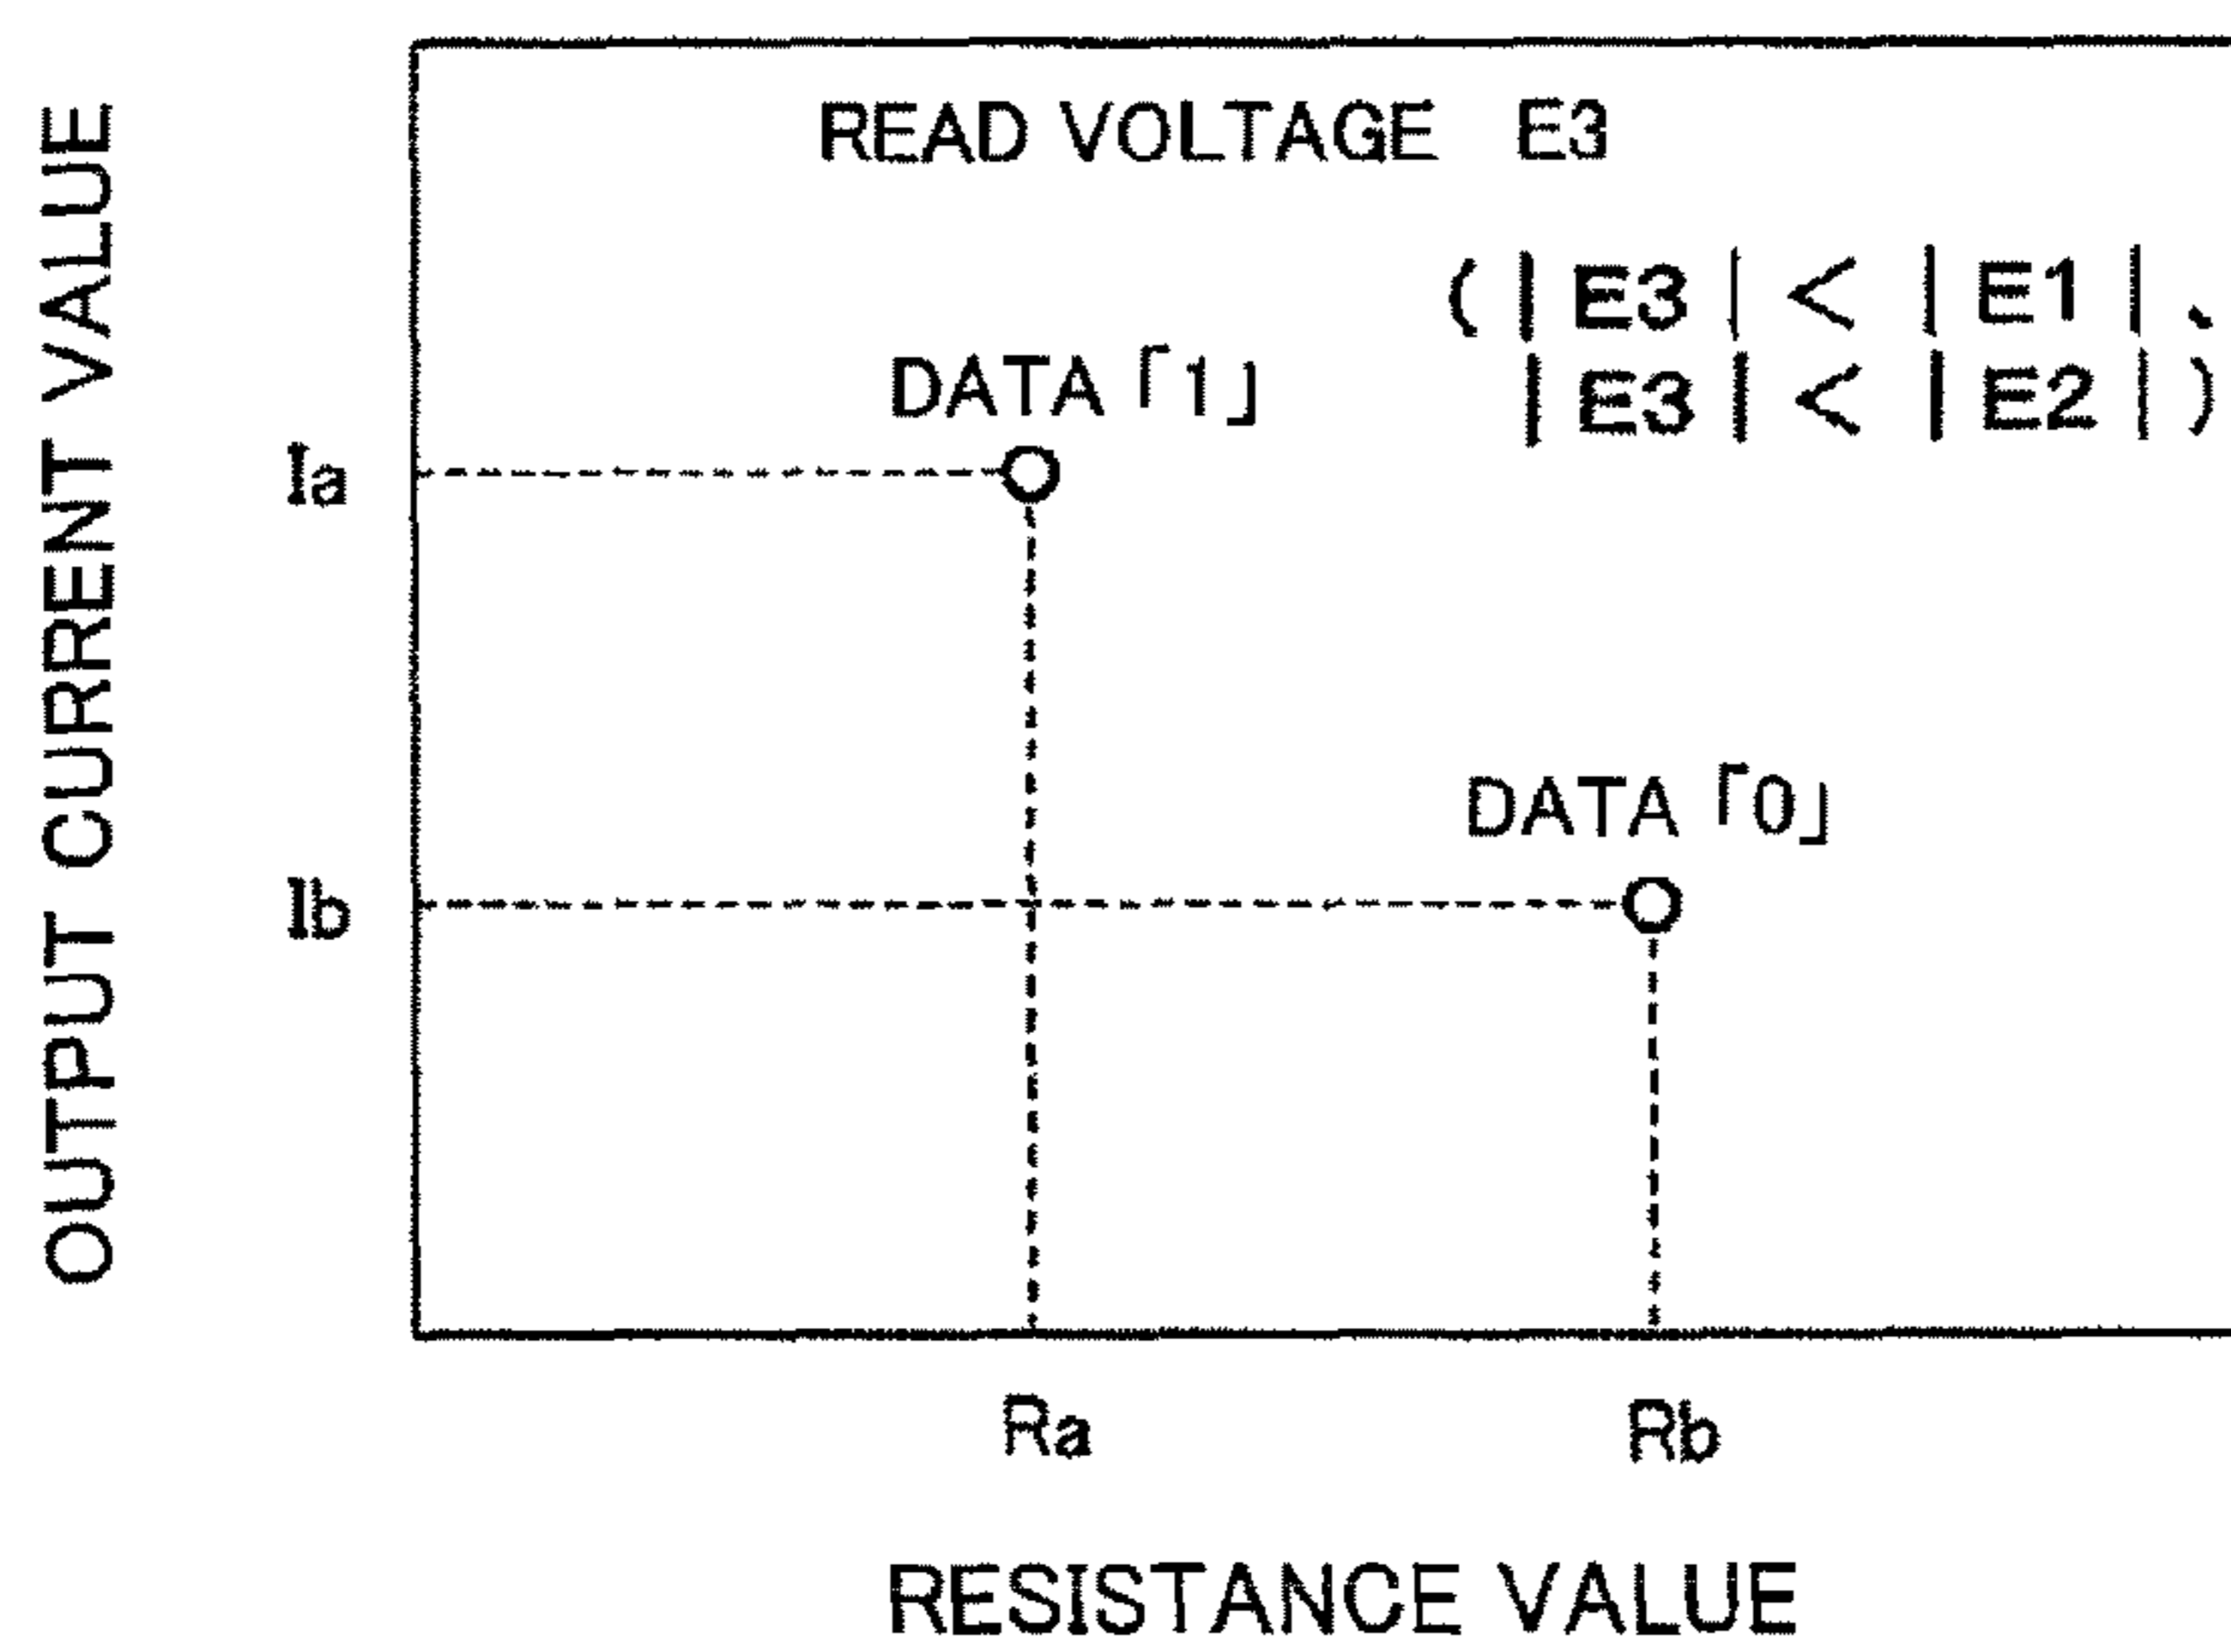 OUTPUT CURRENT VALUE
READ VOLTAGE E3
(|E3|<|E1|、
|E3|<|E2|)
DATA「1」
Ia
DATA「0」
Ib
Ra
Rb
RESISTANCE VALUE